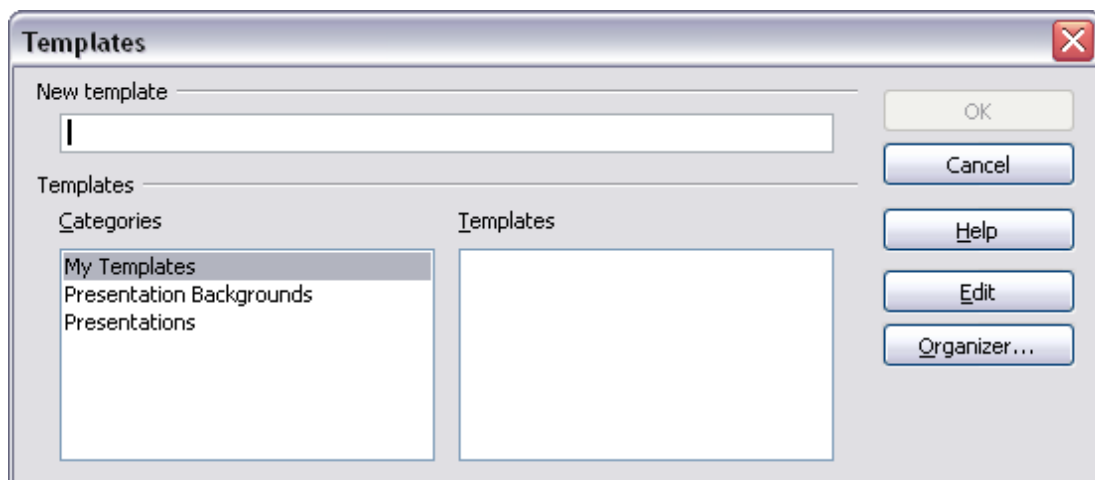 Templates
New template
OK
Cancel
Templates
Categories
Templates
Help
My Templates
Presentation Backgrounds
Presentations
Edit
Organizer...